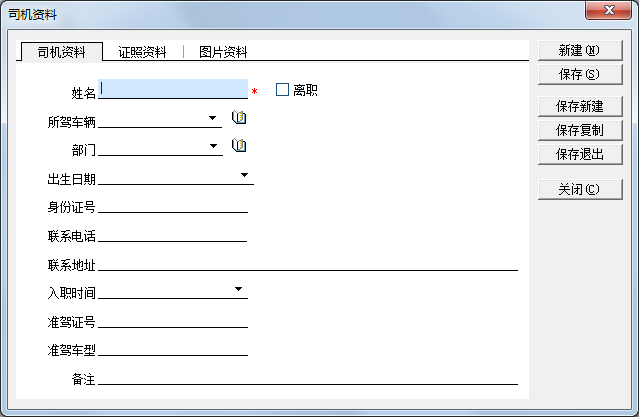 司机资料
司机资料 证照资料 图片资料
姓名 * 离职
所驾车辆
部门
出生日期
身份证号
联系电话
联系地址
入职时间
准驾证号
准驾车型
备注
新建(N)
保存(S)
保存新建
保存复制
保存退出
关闭(C)